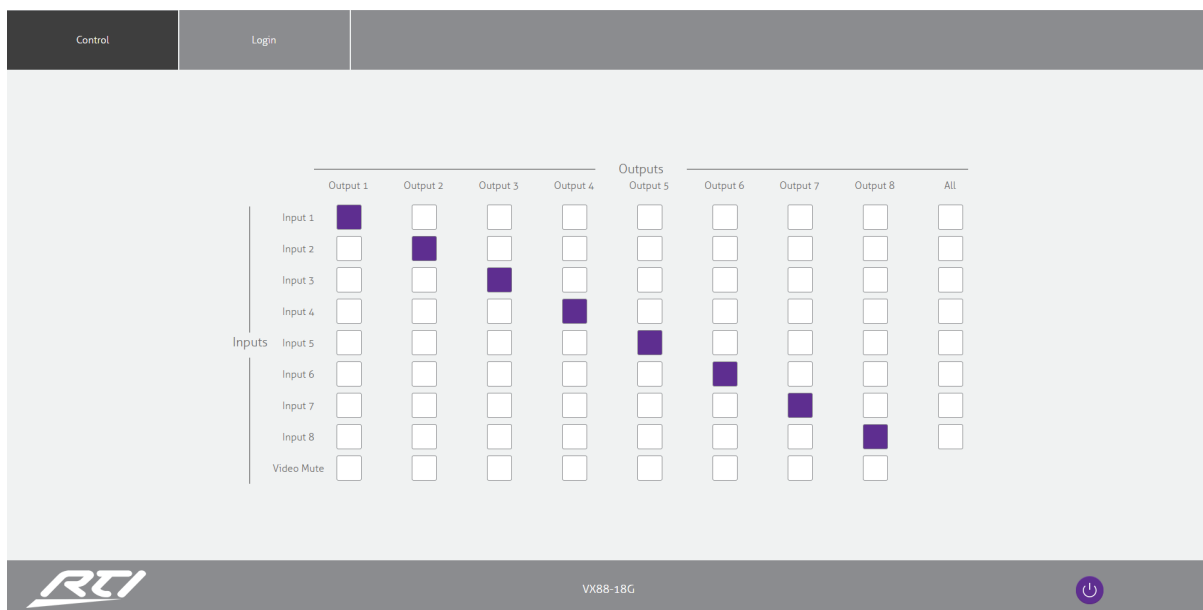 Control Login
Outputs
Output 1 Output 2 Output 3 Output 4 Output 5 Output 6 Output 7 Output 8 All
Input 1
Input 2
Input 3
Input 4
Inputs Input 5
Input 6
Input 7
Input 8
Video Mute
RTI VX88-18G